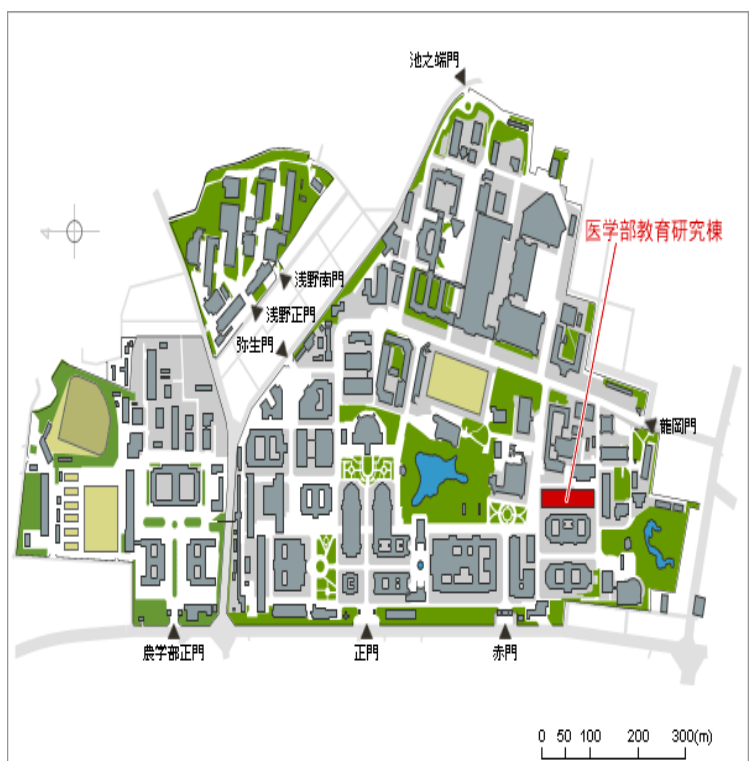 池之端門
医学部教育研究棟
浅野南門
浅野正門
弥生門
龍岡門
農学部正門
正門
赤門
0 50 100 200 300(m)